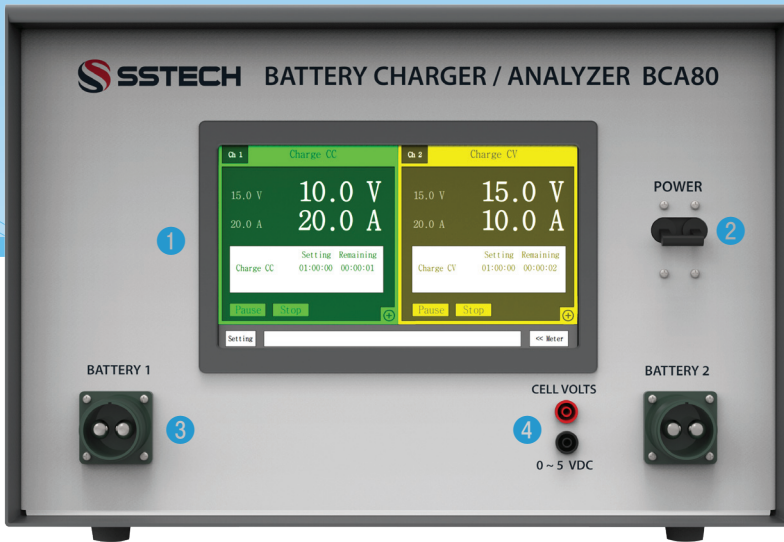 SSTECH BATTERY CHARGER / ANALYZER BCA80
Ch 1 Charge CC
15.0 V 10.0 V
20.0 A 20.0 A
Setting Remaining
Charge CC 01:00:00 00:00:01
Pause Stop
Ch 2 Charge CV
15.0 V 15.0 V
20.0 A 10.0 A
Setting Remaining
Charge CV 01:00:00 00:00:02
Pause Stop
Setting << Meter
1
POWER
2
BATTERY 1
3
CELL VOLTS
4
0 ~ 5 VDC
BATTERY 2